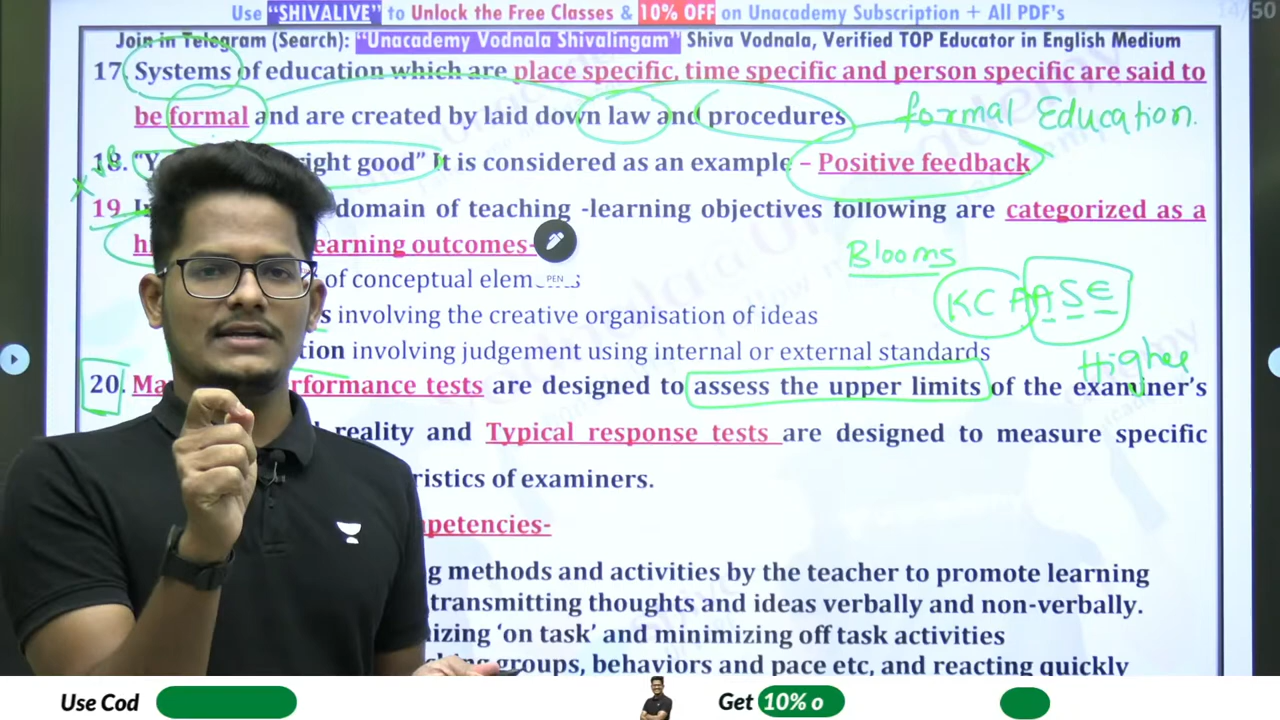 Use “SHIVALIVE” to Unlock the Free Classes & 10% OFF on Unacademy Subscription + All PDF's
14/50
Join in Telegram (Search): “Unacademy Vodnala Shivalingam” Shiva Vodnala, Verified TOP Educator in English Medium
17. Systems of education which are place specific, time specific and person specific are said to
be formal and are created by laid down law and procedures
formal Education.
18. right good” It is considered as an example – Positive feedback
19 domain of teaching -learning objectives following are categorized as a
learning outcomes-
Blooms
PEN
of conceptual elements
KCAASE
involving the creative organisation of ideas
involving judgement using internal or external standards
Higher
20. performance tests are designed to assess the upper limits of the examiner's
reality and Typical response tests are designed to measure specific
of examiners.
methods and activities by the teacher to promote learning
transmitting thoughts and ideas verbally and non-verbally.
‘on task’ and minimizing off task activities
groups, behaviors and pace etc, and reacting quickly
Use Cod
Get 10% o